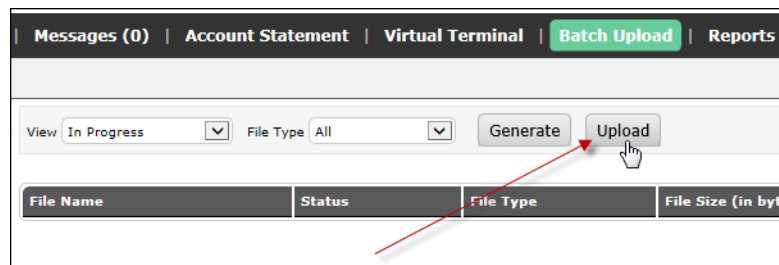 | Messages (0) | Account Statement | Virtual Terminal | Batch Upload | Reports
View In Progress File Type All Generate Upload
File Name Status File Type File Size (in byt